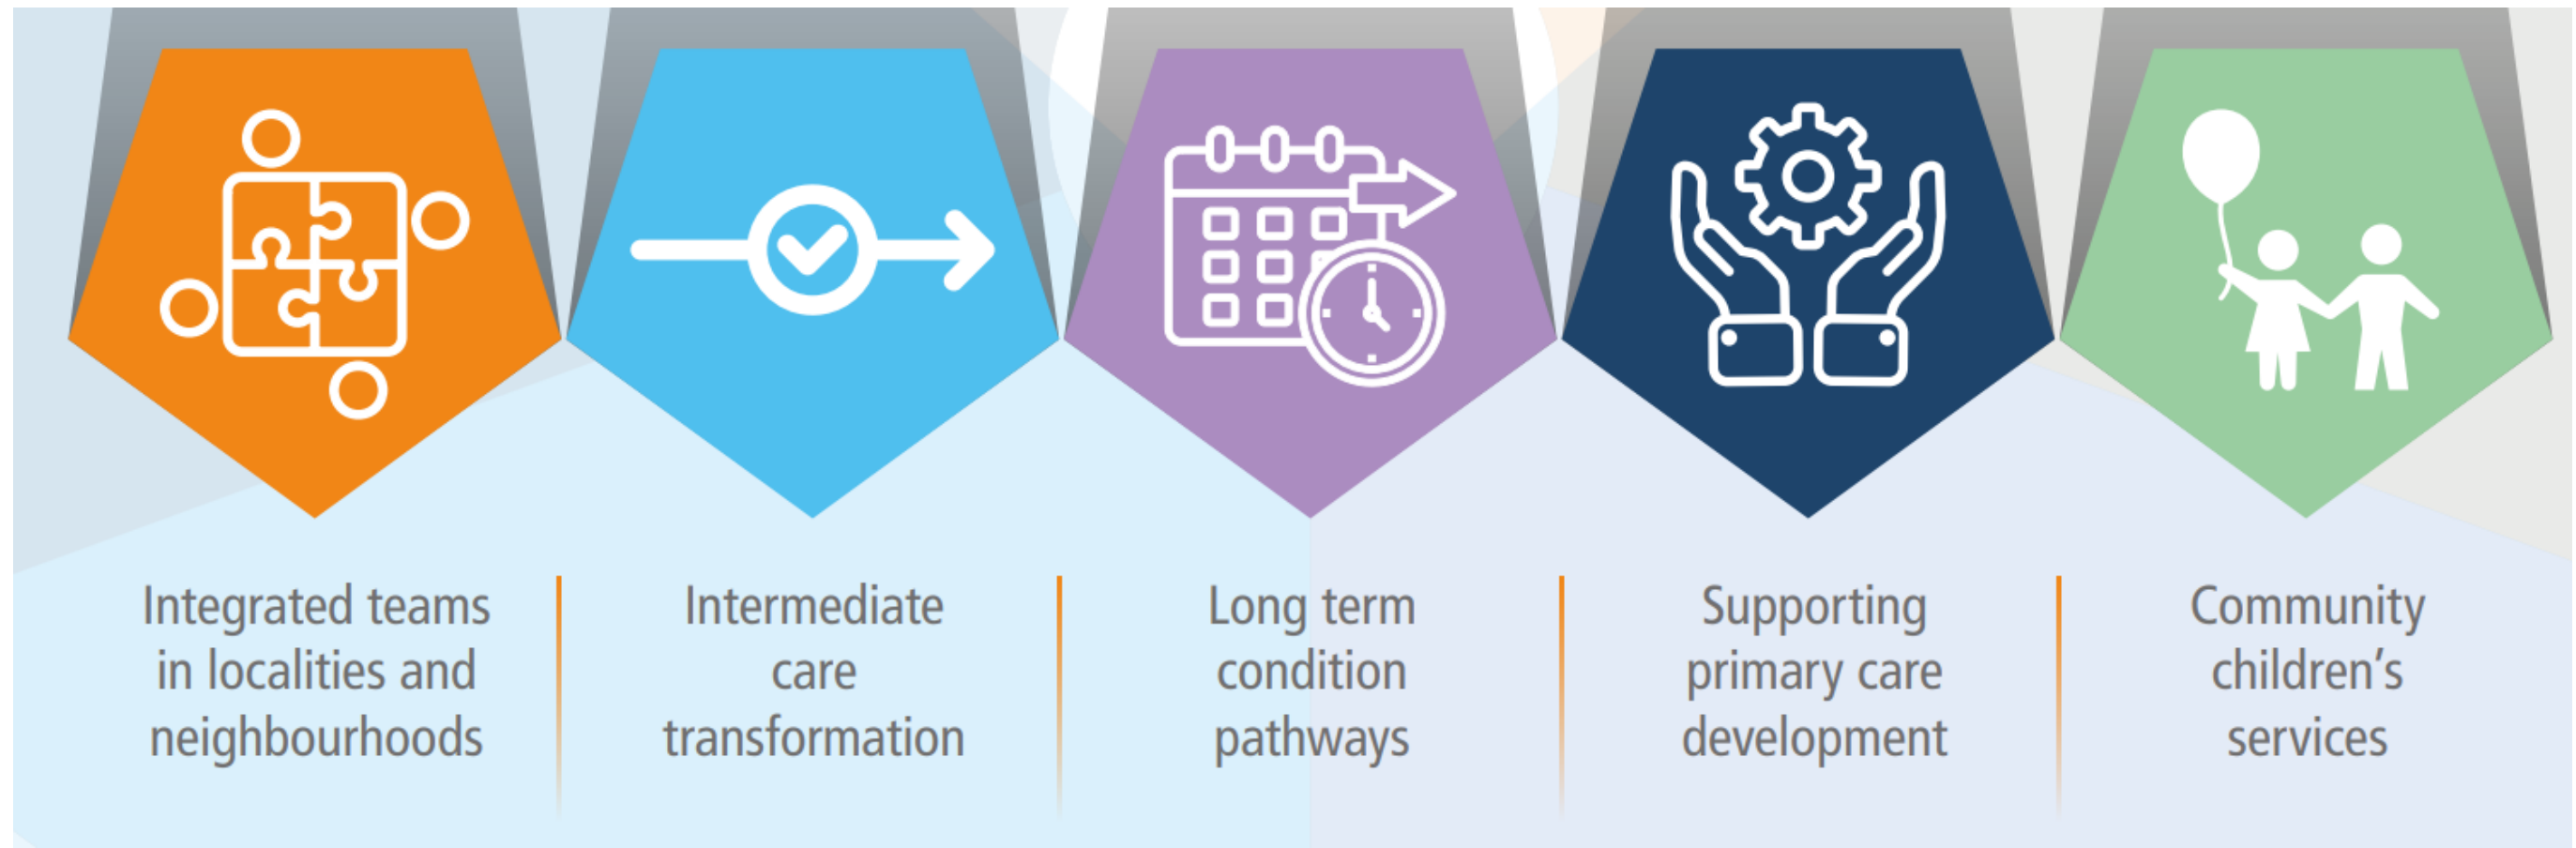 Integrated teams
in localities and
neighbourhoods
Intermediate
care
transformation
Long term
condition
pathways
Supporting
primary care
development
Community
children’s
services